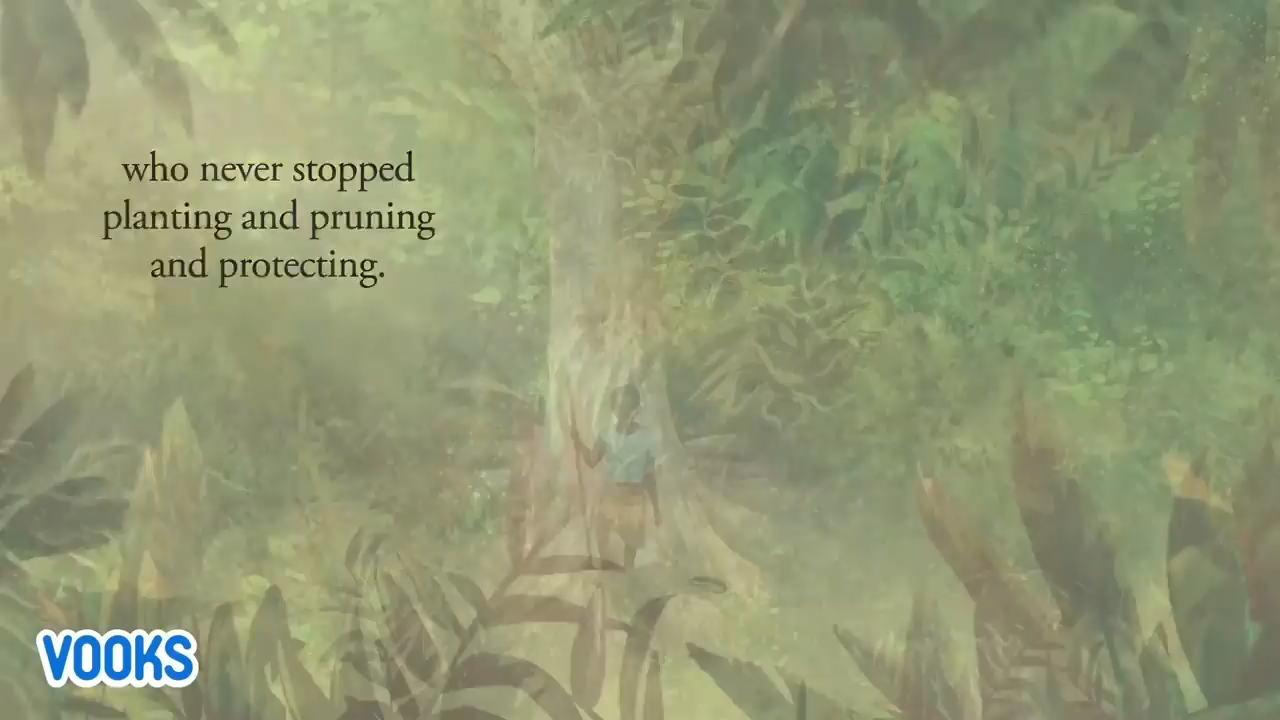 who never stopped
planting and pruning
and protecting.
VOOKS